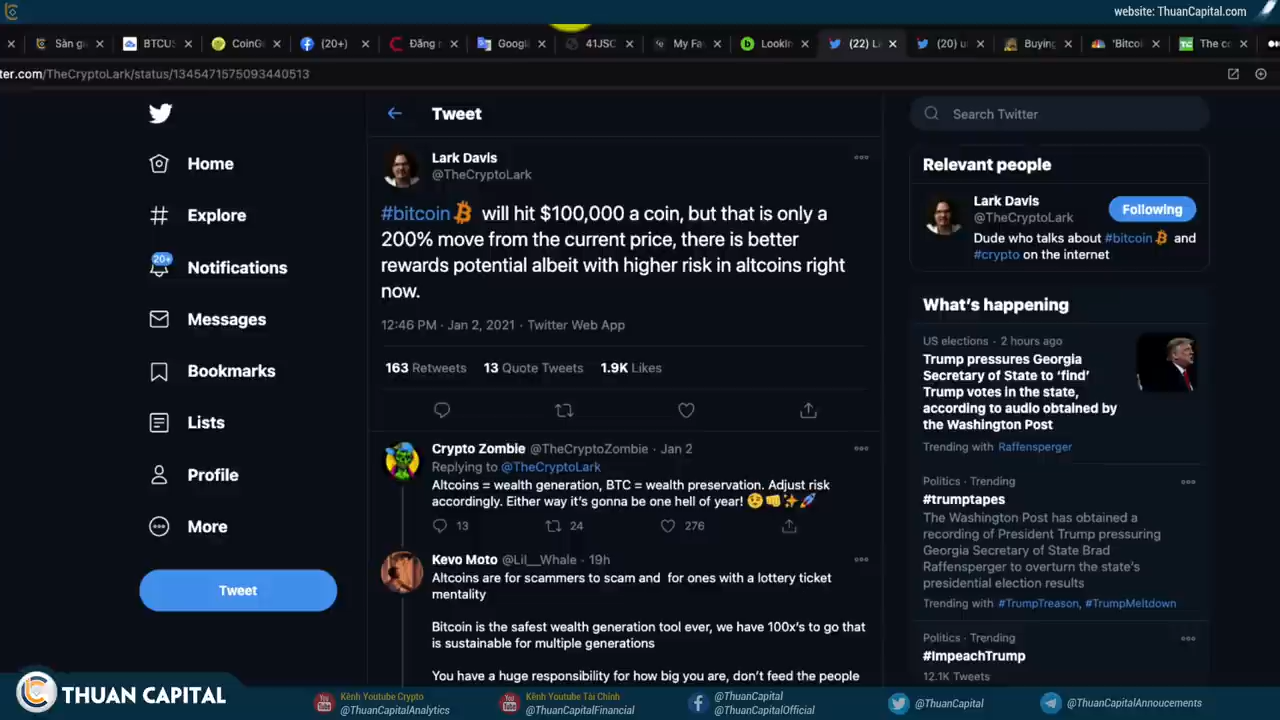 website: ThuanCapital.com
Sàn g
BTCUS
CoinG
(20+)
Đăng r
Googl
41JSC
My Fa
LookIn
(22) L
(20) u
Buying
'Bitco
The c
ter.com/TheCryptoLark/status/1345471575093440513
Home
Explore
20+
Notifications
Messages
Bookmarks
Lists
Profile
More
Tweet
Tweet
Lark Davis
@TheCryptoLark
#bitcoin will hit $100,000 a coin, but that is only a
200% move from the current price, there is better
rewards potential albeit with higher risk in altcoins right
now.
12:46 PM · Jan 2, 2021 · Twitter Web App
163 Retweets 13 Quote Tweets 1.9K Likes
Crypto Zombie @TheCryptoZombie · Jan 2
Replying to @TheCryptoLark
Altcoins = wealth generation, BTC = wealth preservation. Adjust risk
accordingly. Either way it's gonna be one hell of year! 🤨👊✨🚀
13 24 276
Kevo Moto @Lil__Whale · 19h
Altcoins are for scammers to scam and for ones with a lottery ticket
mentality
Bitcoin is the safest wealth generation tool ever, we have 100x's to go that
is sustainable for multiple generations
You have a huge responsibility for how big you are, don't feed the people
Search Twitter
Relevant people
Lark Davis
@TheCryptoLark
Following
Dude who talks about #bitcoin and
#crypto on the internet
What's happening
US elections · 2 hours ago
Trump pressures Georgia
Secretary of State to 'find'
Trump votes in the state,
according to audio obtained by
the Washington Post
Trending with Raffensperger
Politics · Trending
#trumptapes
The Washington Post has obtained a
recording of President Trump pressuring
Georgia Secretary of State Brad
Raffensperger to overturn the state's
presidential election results
Trending with #TrumpTreason, #TrumpMeltdown
Politics · Trending
#ImpeachTrump
12.1K Tweets
THUAN CAPITAL
Kênh Youtube Crypto
@ThuanCapitalAnalytics
Kênh Youtube Tài Chính
@ThuanCapitalFinancial
@ThuanCapital
@ThuanCapitalOfficial
@ThuanCapital
@ThuanCapitalAnnoucements